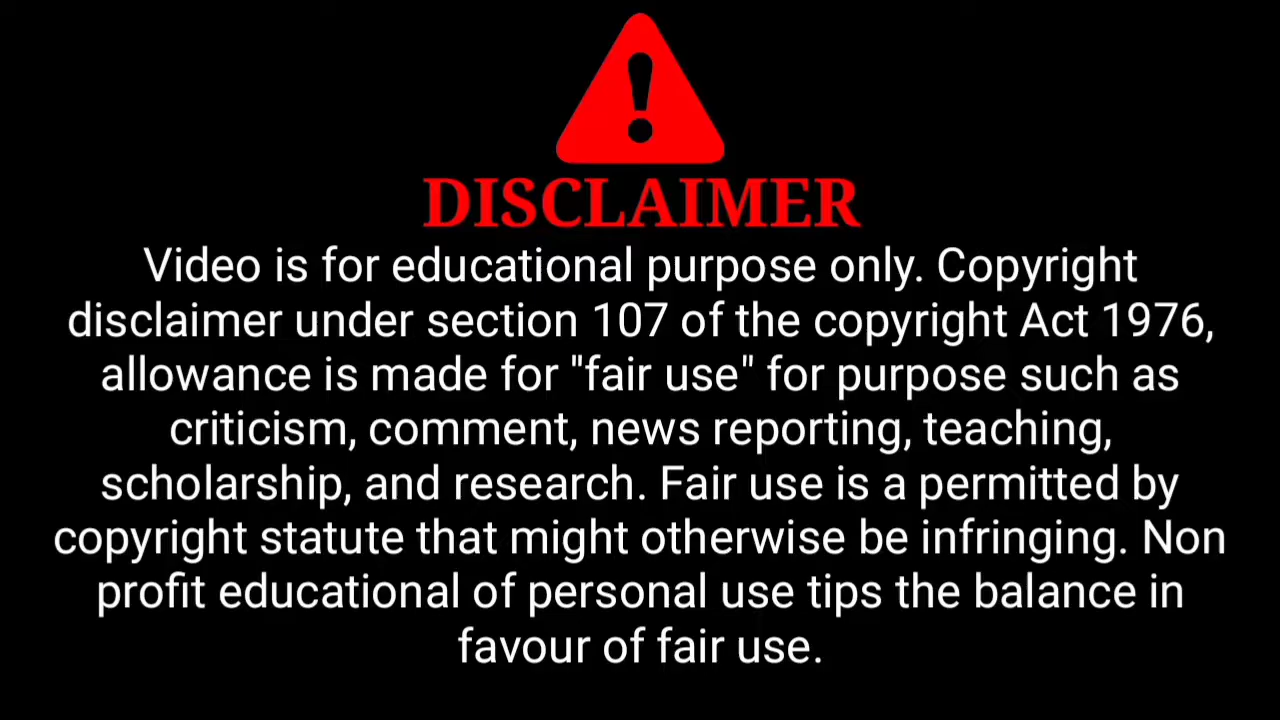 DISCLAIMER
Video is for educational purpose only. Copyright
disclaimer under section 107 of the copyright Act 1976,
allowance is made for "fair use" for purpose such as
criticism, comment, news reporting, teaching,
scholarship, and research. Fair use is a permitted by
copyright statute that might otherwise be infringing. Non
profit educational of personal use tips the balance in
favour of fair use.